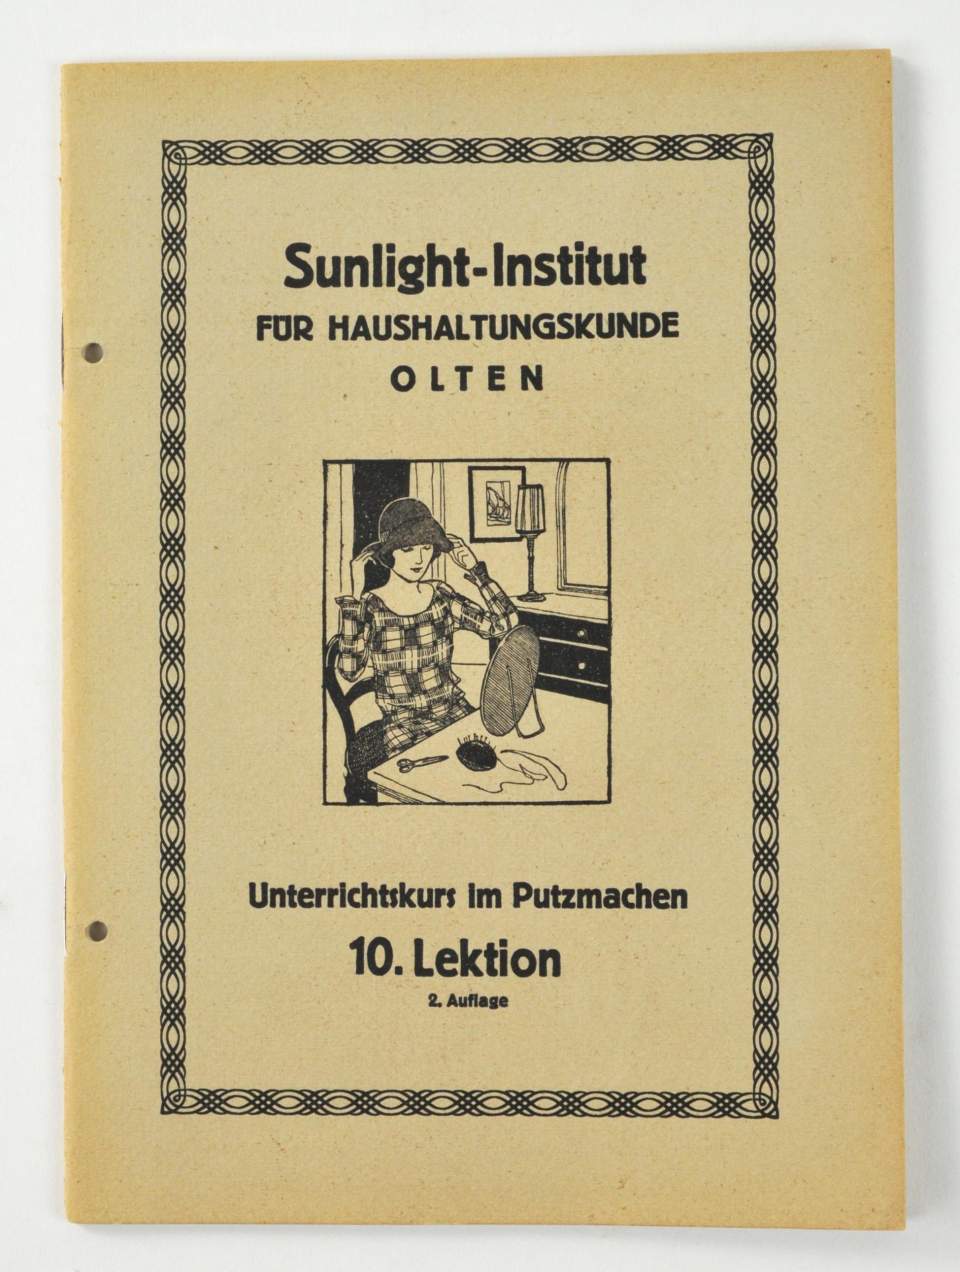 Sunlight-Institut
FÜR HAUSHALTUNGSKUNDE
OLTEN
Unterrichtskurs im Putzmachen
10. Lektion
2. Auflage